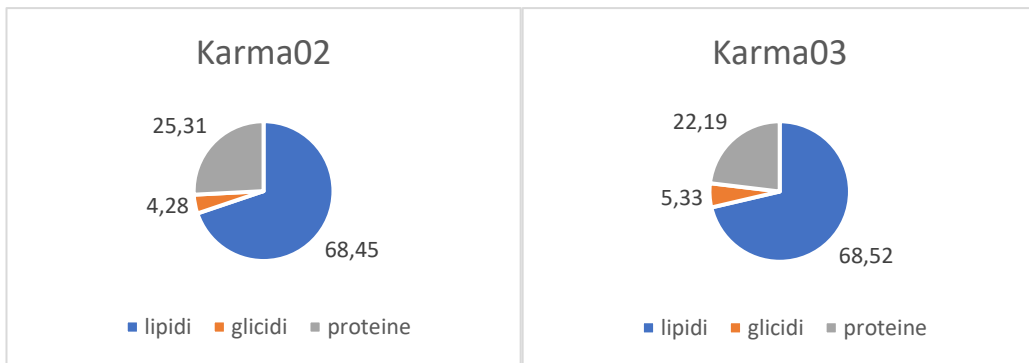 Karma02
25,31
4,28
68,45
lipidi glicidi proteine
Karma03
22,19
5,33
68,52
lipidi glicidi proteine